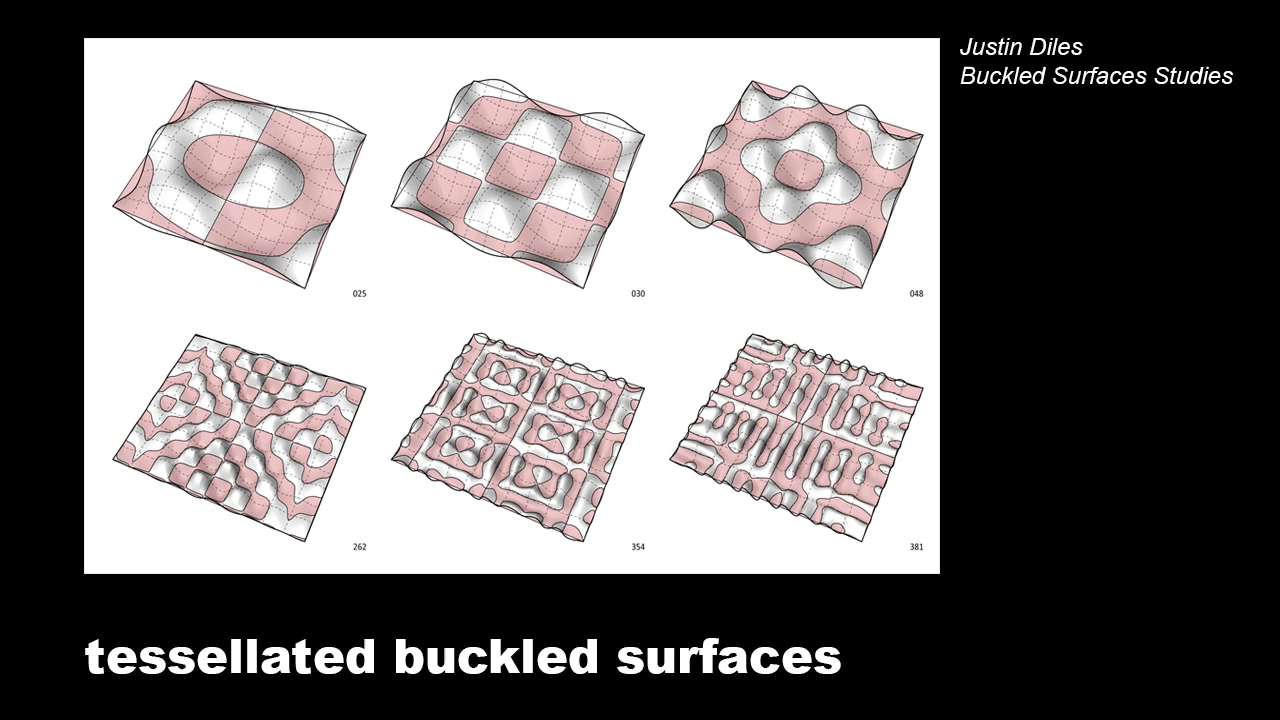 Justin Diles
Buckled Surfaces Studies
025
030
048
262
354
381
tessellated buckled surfaces